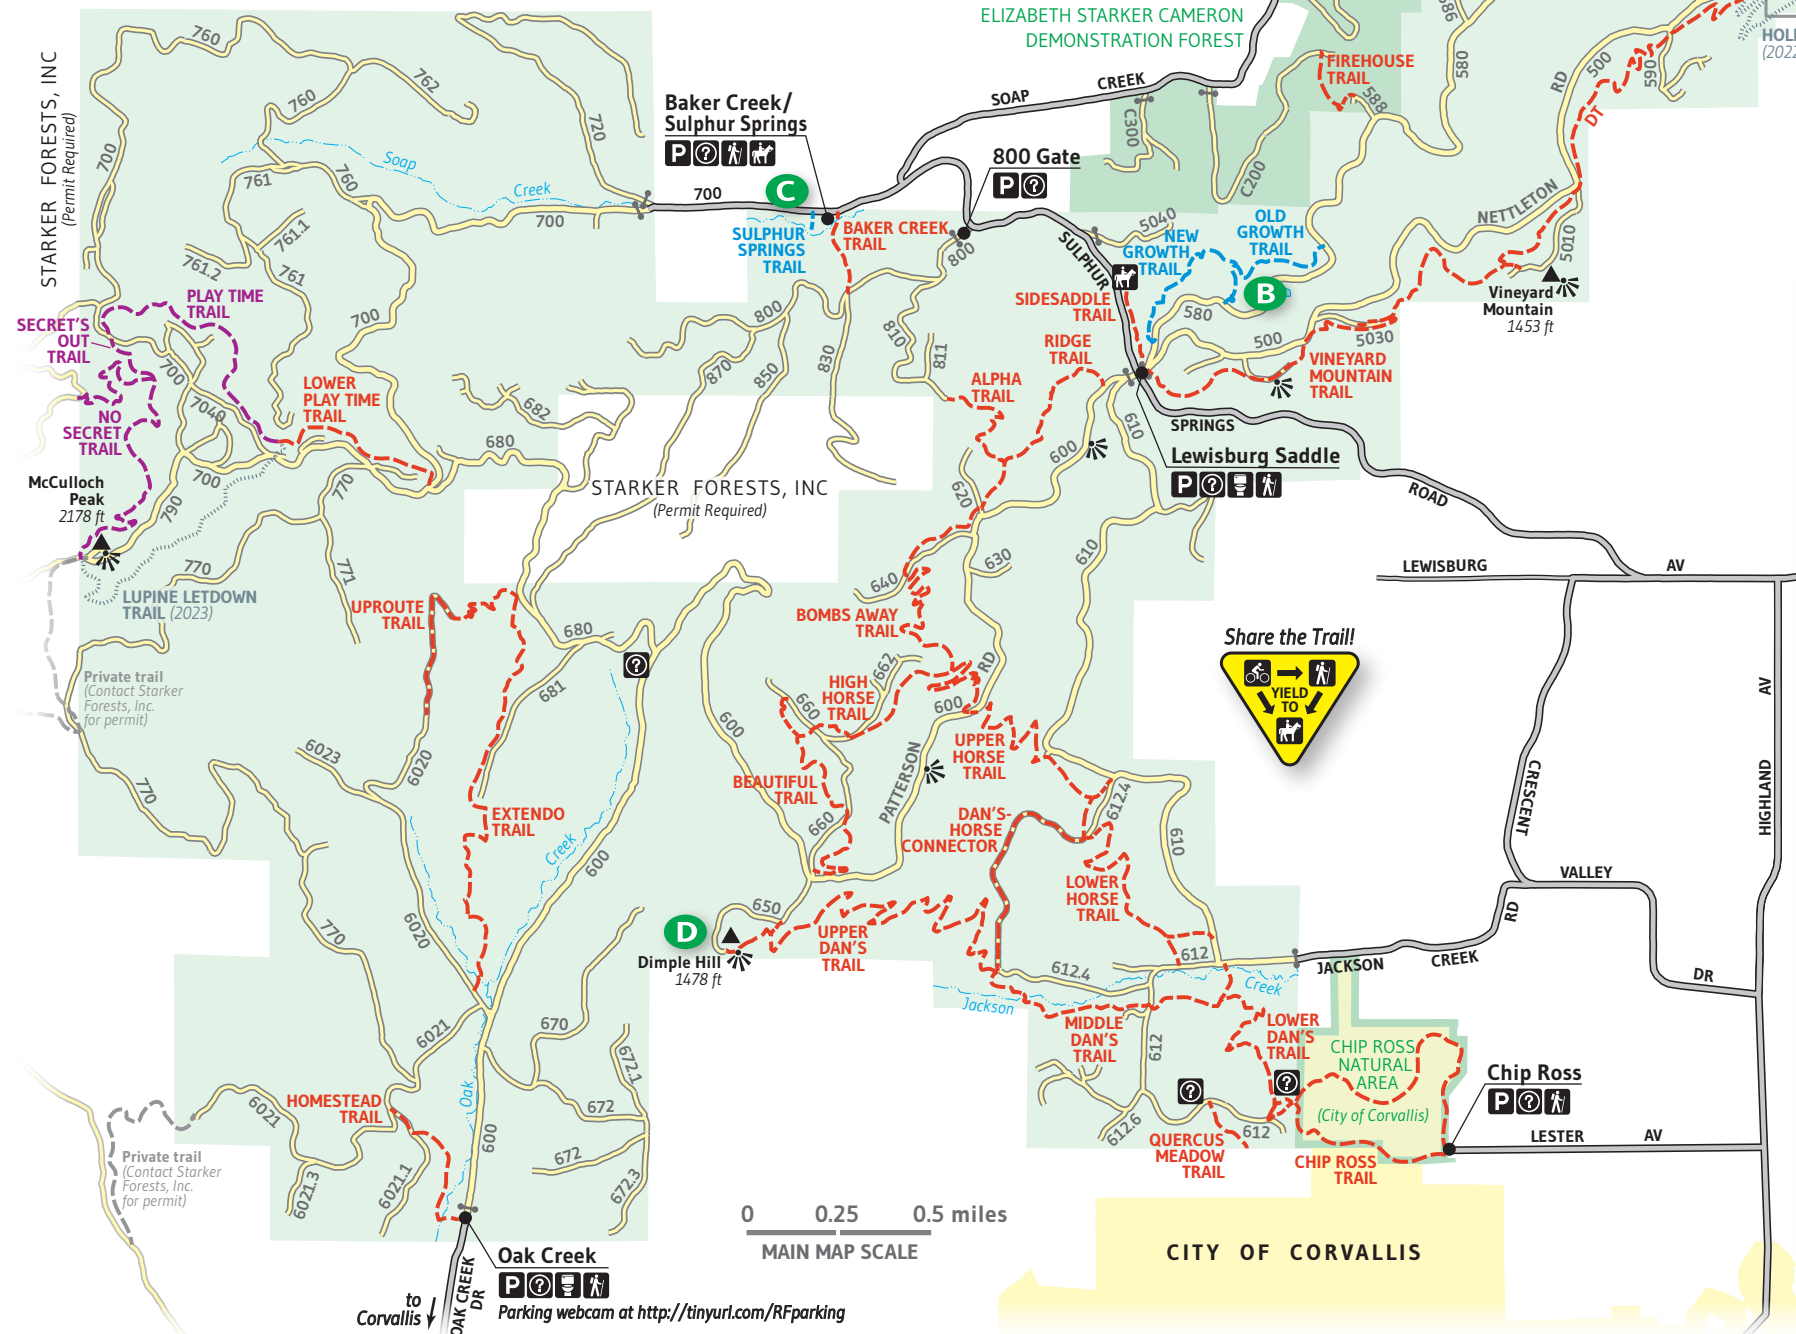 ELIZABETH STARKER CAMERON
DEMONSTRATION FOREST
STARKER FORESTS, INC
(Permit Required)
760
762
760
700
720
761
760
Soap
Creek
700
761.1
761.2
761
700
Baker Creek/
Sulphur Springs
P
?
C
700
SOAP
CREEK
800 Gate
P
?
SULPHUR
SPRINGS
TRAIL
BAKER CREEK
TRAIL
800
C300
C200
FIREHOUSE
TRAIL
588
586
580
RD
500
590
DT
HOL
(2022
5040
SULPHUR
NEW
GROWTH
TRAIL
OLD
GROWTH
TRAIL
B
NETTLETON
5010
Vineyard
Mountain
1453 ft
SIDESADDLE
TRAIL
580
500
5030
RIDGE
TRAIL
VINEYARD
MOUNTAIN
TRAIL
PLAY TIME
TRAIL
SECRET'S
OUT
TRAIL
700
7040
LOWER
PLAY TIME
TRAIL
NO
SECRET
TRAIL
McCulloch
Peak
2178 ft
700
790
770
770
771
680
682
800
870
850
830
810
811
ALPHA
TRAIL
600
610
SPRINGS
Lewisburg Saddle
P
?
ROAD
STARKER FORESTS, INC
(Permit Required)
620
610
630
640
LEWISBURG
AV
LUPINE LETDOWN
TRAIL (2023)
UPROUTE
TRAIL
680
?
681
BOMBS AWAY
TRAIL
RD
662
HIGH
HORSE
TRAIL
660
600
600
Share the Trail!
YIELD
TO
Private trail
(Contact Starker
Forests, Inc.
for permit)
770
6023
6020
EXTENDO
TRAIL
Creek
600
BEAUTIFUL
TRAIL
660
PATTERSON
UPPER
HORSE
TRAIL
DAN'S-
HORSE
CONNECTOR
612.4
610
LOWER
HORSE
TRAIL
CRESCENT
HIGHLAND
AV
VALLEY
RD
DR
770
6020
650
D
Dimple Hill
1478 ft
UPPER
DAN'S
TRAIL
612.4
612
Jackson
Creek
JACKSON
CREEK
6021
670
672.1
672
672
672.3
Oak
600
HOMESTEAD
TRAIL
6021
6021.3
6021.1
Private trail
(Contact Starker
Forests, Inc.
for permit)
MIDDLE
DAN'S
TRAIL
612
LOWER
DAN'S
TRAIL
?
?
612.6
612
QUERCUS
MEADOW
TRAIL
CHIP ROSS
NATURAL
AREA
(City of Corvallis)
CHIP ROSS
TRAIL
Chip Ross
P
?
LESTER
AV
0
0.25
0.5 miles
MAIN MAP SCALE
CITY OF CORVALLIS
Oak Creek
P
?
Parking webcam at http://tinyurl.com/RFparking
to
Corvallis
OAK CREEK
DR